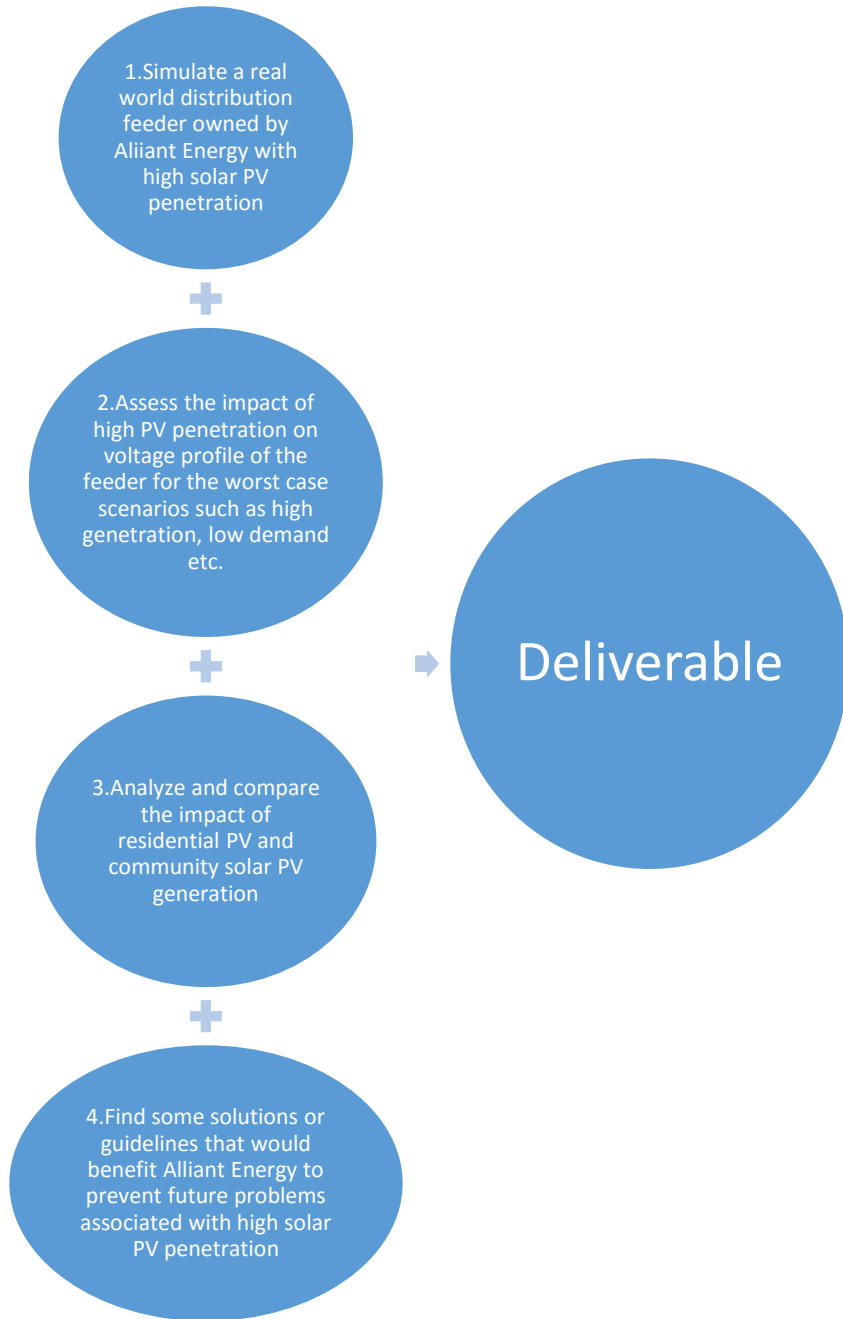 1.Simulate a real
world distribution
feeder owned by
Aliiant Energy with
high solar PV
penetration
2.Assess the impact of
high PV penetration on
voltage profile of the
feeder for the worst case
scenarios such as high
genetration, low demand
etc.
3.Analyze and compare
the impact of
residential PV and
community solar PV
generation
4.Find some solutions or
guidelines that would
benefit Alliant Energy to
prevent future problems
associated with high solar
PV penetration
Deliverable